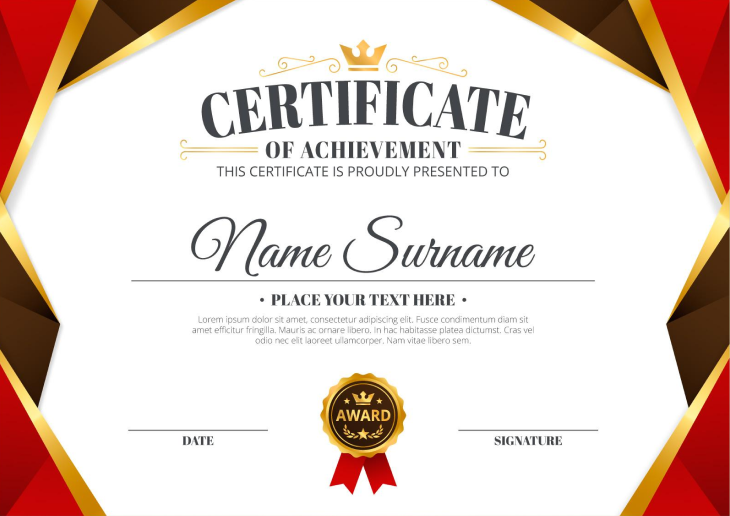 CERTIFICATE
OF ACHIEVEMENT
THIS CERTIFICATE IS PROUDLY PRESENTED TO
Name Surname
• PLACE YOUR TEXT HERE •
Lorem ipsum dolor sit amet, consectetur adipiscing elit. Fusce condimentum diam sit
amet efficitur fringilla. Mauris ac ornare libero. In hac habitasse platea dictumst. Cras vel
odio nec elit laoreet ullamcorper. Nam vitae libero sem.
AWARD
DATE
SIGNATURE